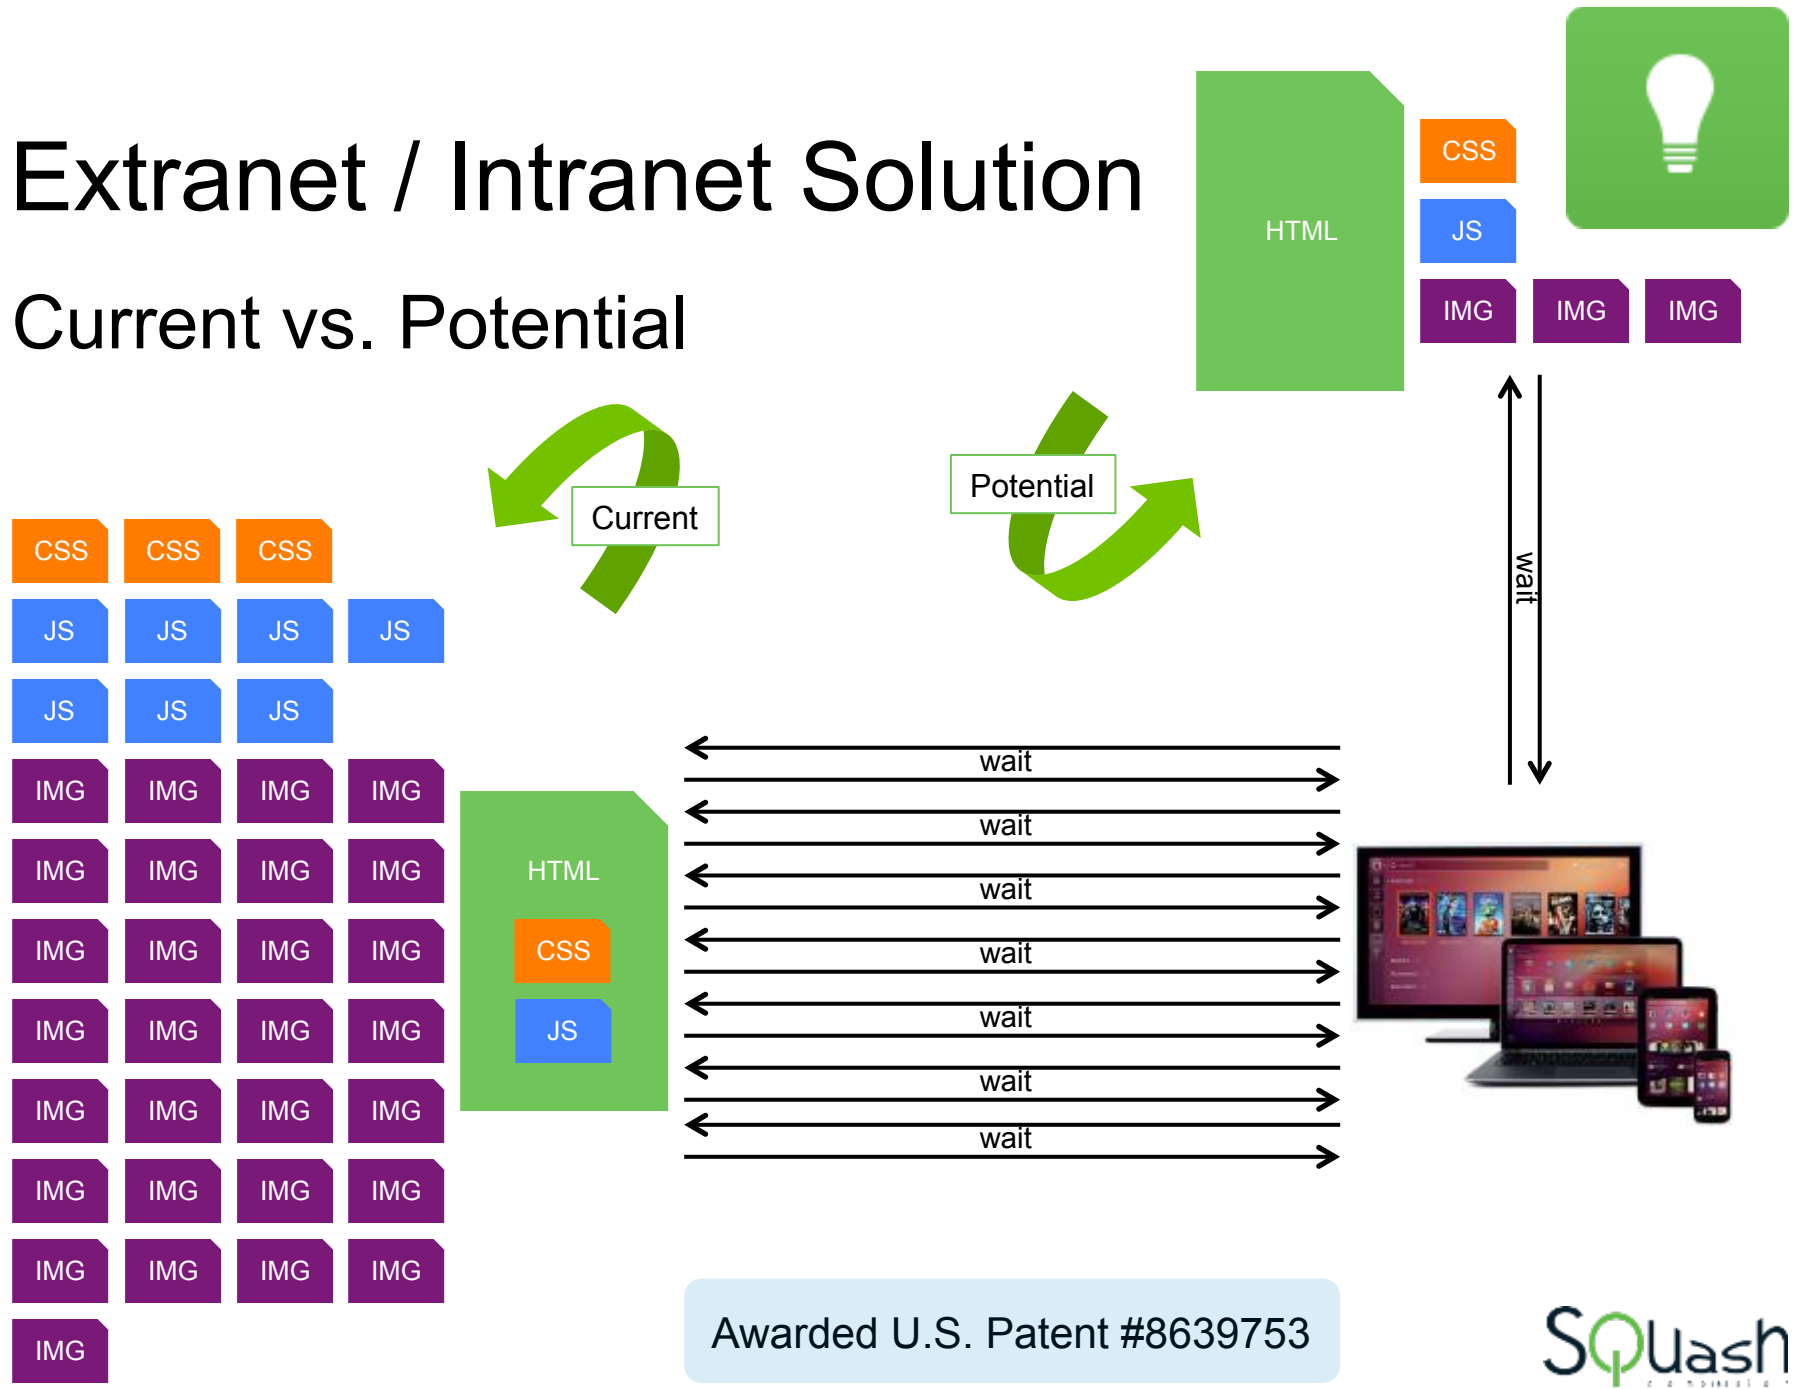 Extranet / Intranet Solution
Current vs. Potential
HTML
CSS
JS
IMG IMG IMG
Current
Potential
wait
CSS CSS CSS
JS JS JS JS
JS JS JS
IMG IMG IMG IMG
IMG IMG IMG IMG
IMG IMG IMG IMG
IMG IMG IMG IMG
IMG IMG IMG IMG
IMG IMG IMG IMG
IMG IMG IMG IMG
IMG
HTML
CSS
JS
wait
wait
wait
wait
wait
wait
wait
Awarded U.S. Patent #8639753
SQUash